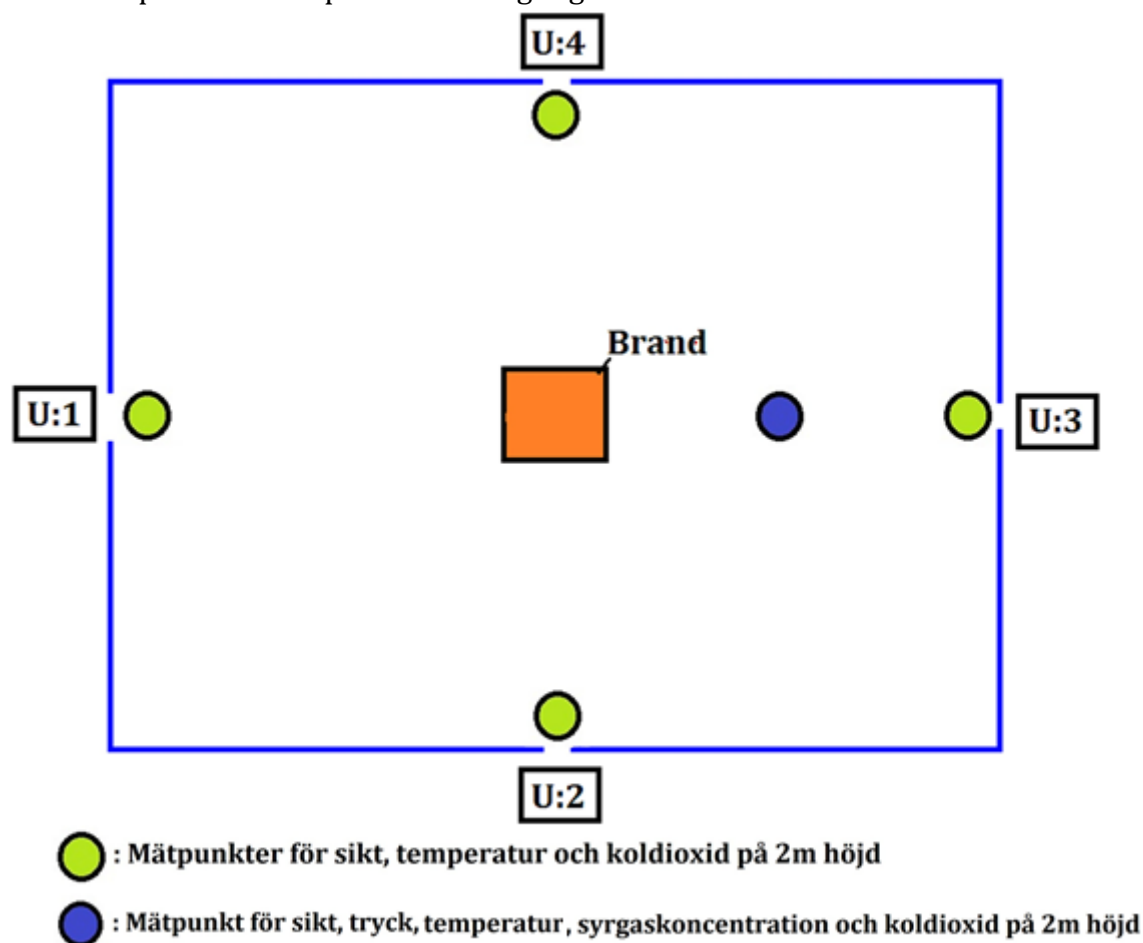 U:4
Brand
U:1
U:3
U:2
: Mätpunkter för sikt, temperatur och koldioxid på 2m höjd
: Mätpunkt för sikt, tryck, temperatur, syrgaskoncentration och koldioxid på 2m höjd